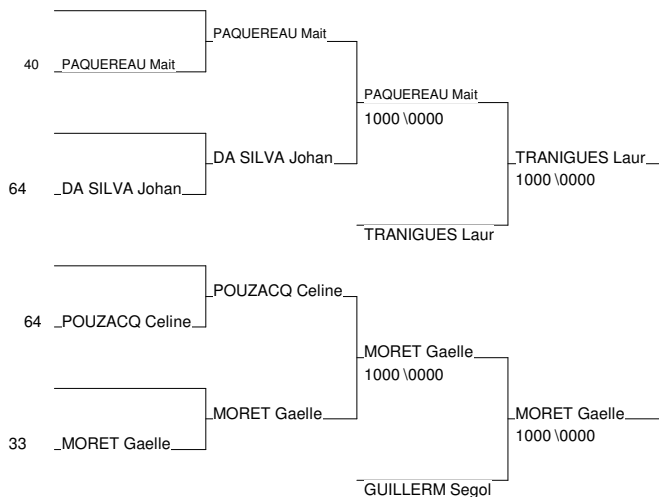 PAQUEREAU Mait
40 PAQUEREAU Mait
PAQUEREAU Mait
1000 \0000
DA SILVA Johan
TRANIGUES Laur
1000 \0000
64 DA SILVA Johan
TRANIGUES Laur
POUZACQ Celine
64 POUZACQ Celine
MORET Gaelle
1000 \0000
MORET Gaelle
MORET Gaelle
1000 \0000
33 MORET Gaelle
GUILLERM Segol